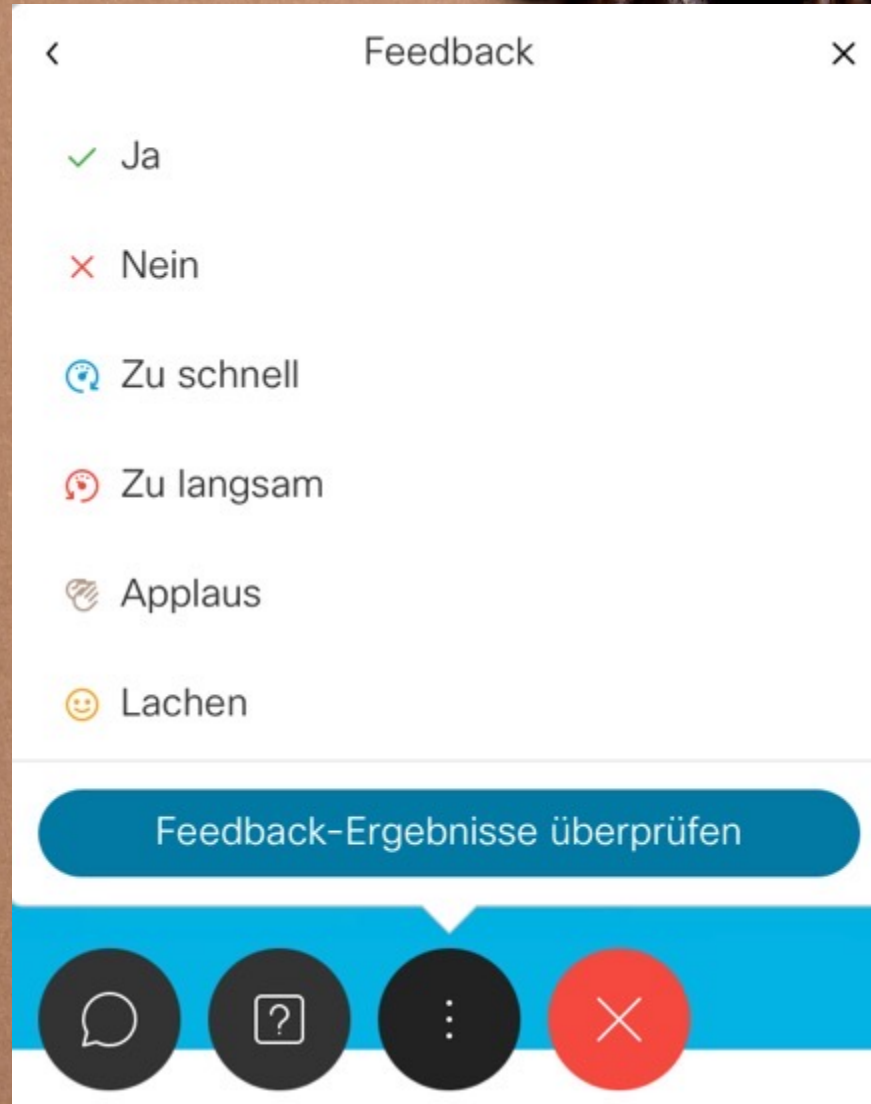 Feedback
Ja
Nein
Zu schnell
Zu langsam
Applaus
Lachen
Feedback-Ergebnisse überprüfen